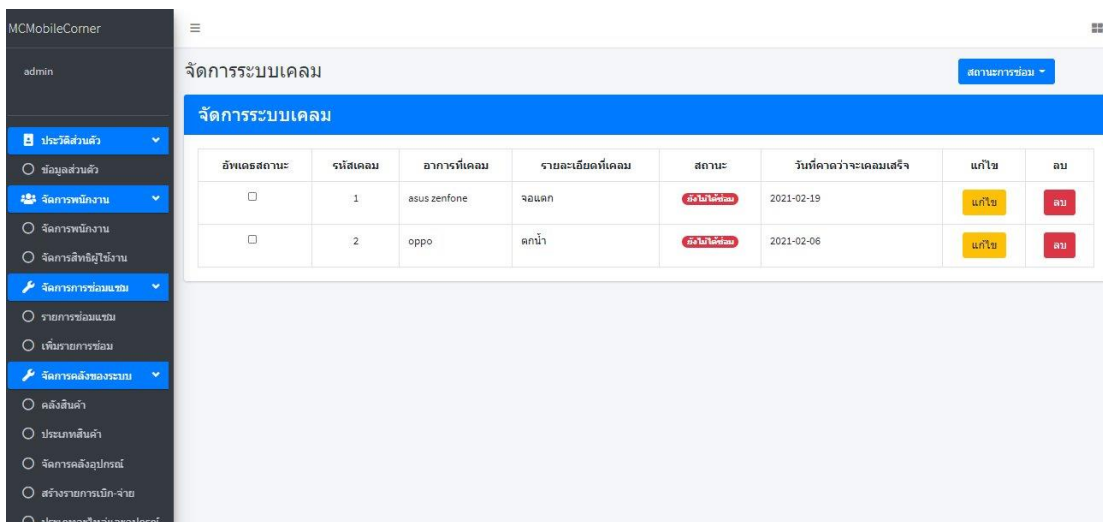 MCMobileCorner
admin
ประวัติส่วนตัว
ข้อมูลส่วนตัว
จัดการพนักงาน
จัดการพนักงาน
จัดการสิทธิผู้ใช้งาน
จัดการการซ่อมแซม
รายการซ่อมแซม
เพิ่มรายการซ่อม
จัดการคลังของระบบ
คลังสินค้า
ประเภทสินค้า
จัดการคลังอุปกรณ์
สร้างรายการเบิก-จ่าย
จัดการระบบเคลม
สถานะการซ่อม
จัดการระบบเคลม
อัพเดธสถานะ รหัสเคลม อาการที่เคลม รายละเอียดที่เคลม สถานะ วันที่คาดว่าจะเคลมเสร็จ แก้ไข ลบ
1 asus zenfone จอแตก ยังไม่ได้ซ่อม 2021-02-19 แก้ไข ลบ
2 oppo ตกน้ำ ยังไม่ได้ซ่อม 2021-02-06 แก้ไข ลบ